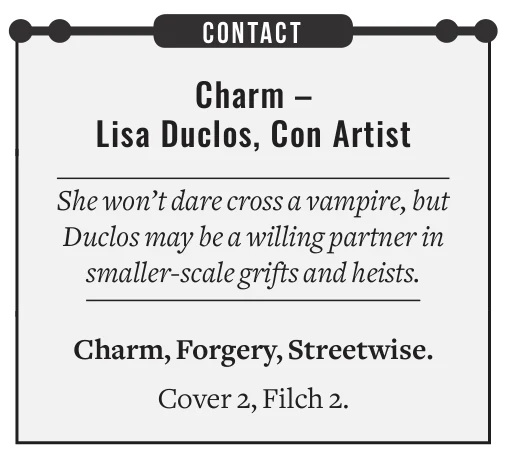 CONTACT
Charm –
Lisa Duclos, Con Artist
She won’t dare cross a vampire, but
Duclos may be a willing partner in
smaller-scale grifts and heists.
Charm, Forgery, Streetwise.
Cover 2, Filch 2.